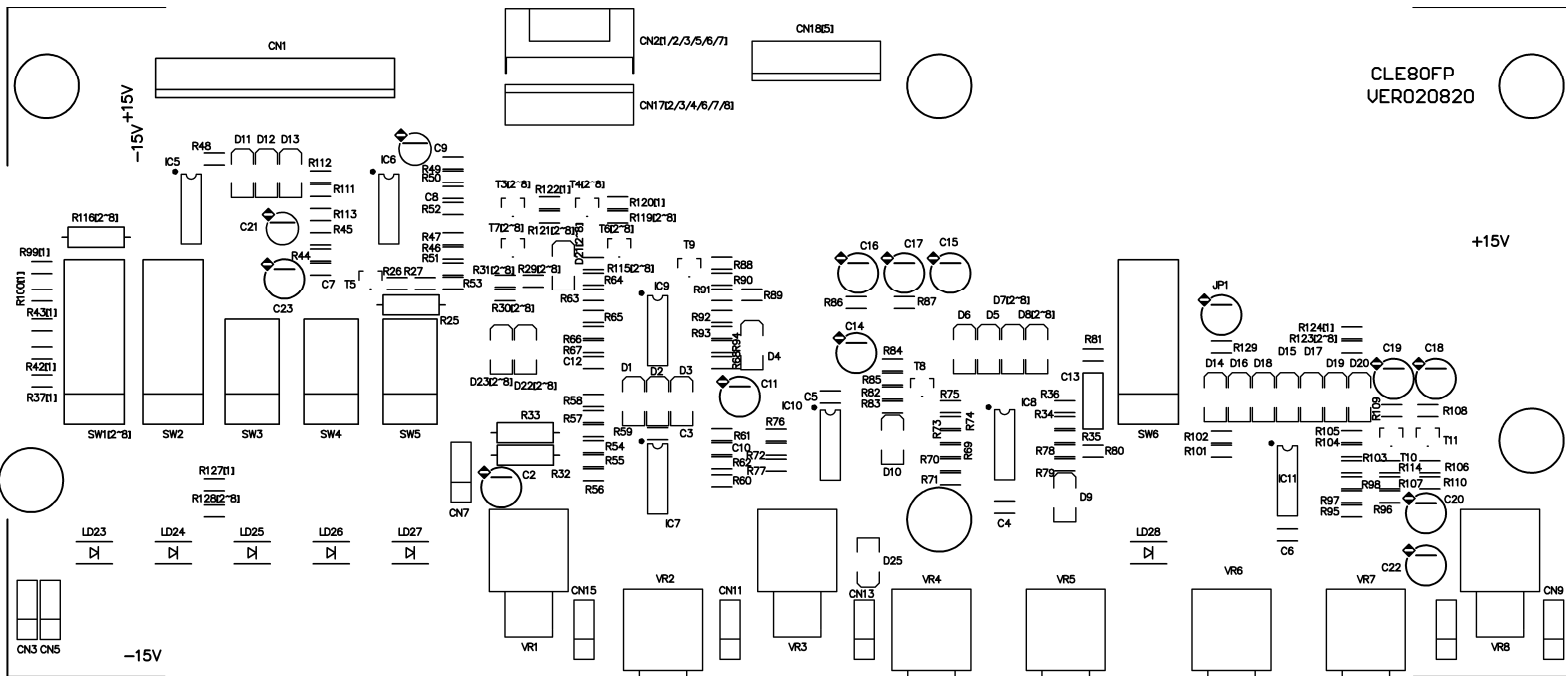 CN1
CN2[1/2/3/5/6/7]
CN18[5]
CLE80FP
VER020820
CN17[2/3/4/6/7/8]
+15V
-15V
R48
D11 D12 D13
C9
IC5
R112
IC6
R49
R50
R111
C8
R52
T3[2~8]
R122[1]
T4[2~8]
R120[1]
R119[2~8]
R116[2~8]
C21
R113
R45
T7[2~8]
R121[2~8]
D21[2~8]
T6[2~8]
R47
R46
R51
R44
T9
C16 C17 C15
+15V
R99[1]
R100[1]
C7
T5
R26 R27
R53
R31[2~8]
R29[2~8]
R115[2~8]
R64
R88
R90
R91
R89
IC9
R63
R86
R87
JP1
R43[1]
C23
R25
R30[2~8]
R65
R92
R93
R94
R68
D4
C14
D6 D5
D7[2~8]
D8[2~8]
R81
R124[1]
R123[2~8]
R129
R66
R67
C12
R42[1]
R37[1]
D23[2~8]
D22[2~8]
D1 D2 D3
C11
R84
R85
R82
R83
T8
C13
D14 D16 D18
D15 D17
D19 D20
C19
C18
R58
R57
R59
C3
C5
IC10
R75
R73
R74
IC8
R36
R34
R35
R109
R108
SW1[2~8]
SW2
SW3
SW4
SW5
R33
R32
R54
R55
R56
R61
C10
R62
R60
R76
R72
R77
R70
R69
R71
R78
R79
R80
SW6
R102
R101
R105
R104
R103
T10
T11
R127[1]
R128[2~8]
CN7
C2
IC7
D10
C4
D9
IC11
R98
R97
R95
R114
R107
R96
R106
R110
C20
C6
C22
LD23
LD24
LD25
LD26
LD27
LD28
D25
CN15
VR2
CN11
CN13
VR4
VR5
VR6
VR7
CN9
CN3 CN5
-15V
VR1
VR3
VR8